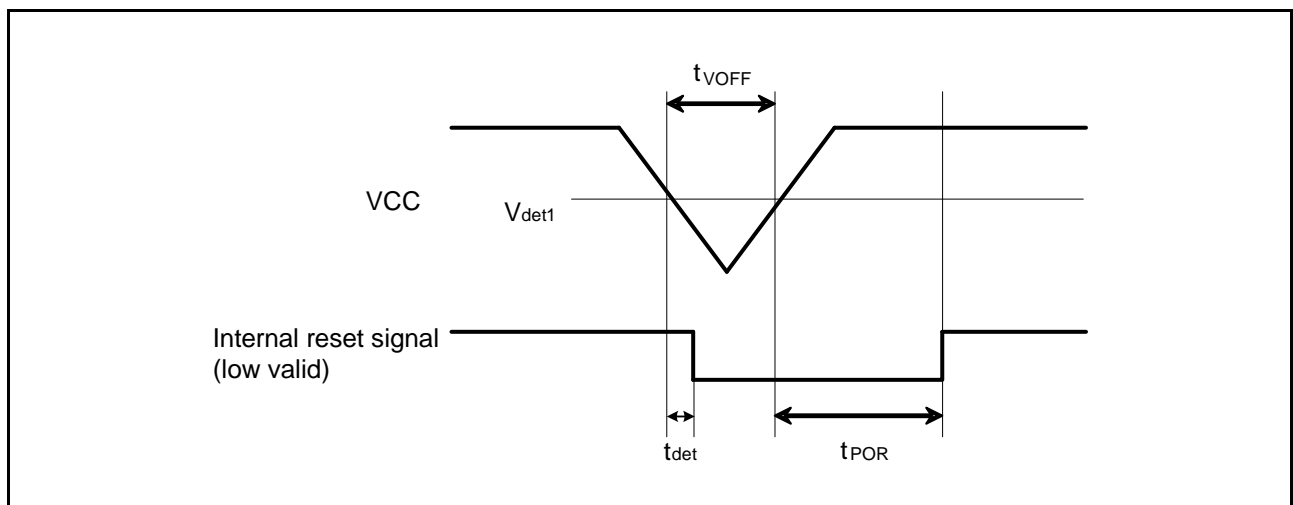 tVOFF
VCC
Vdet1
Internal reset signal
(low valid)
tdet
tPOR